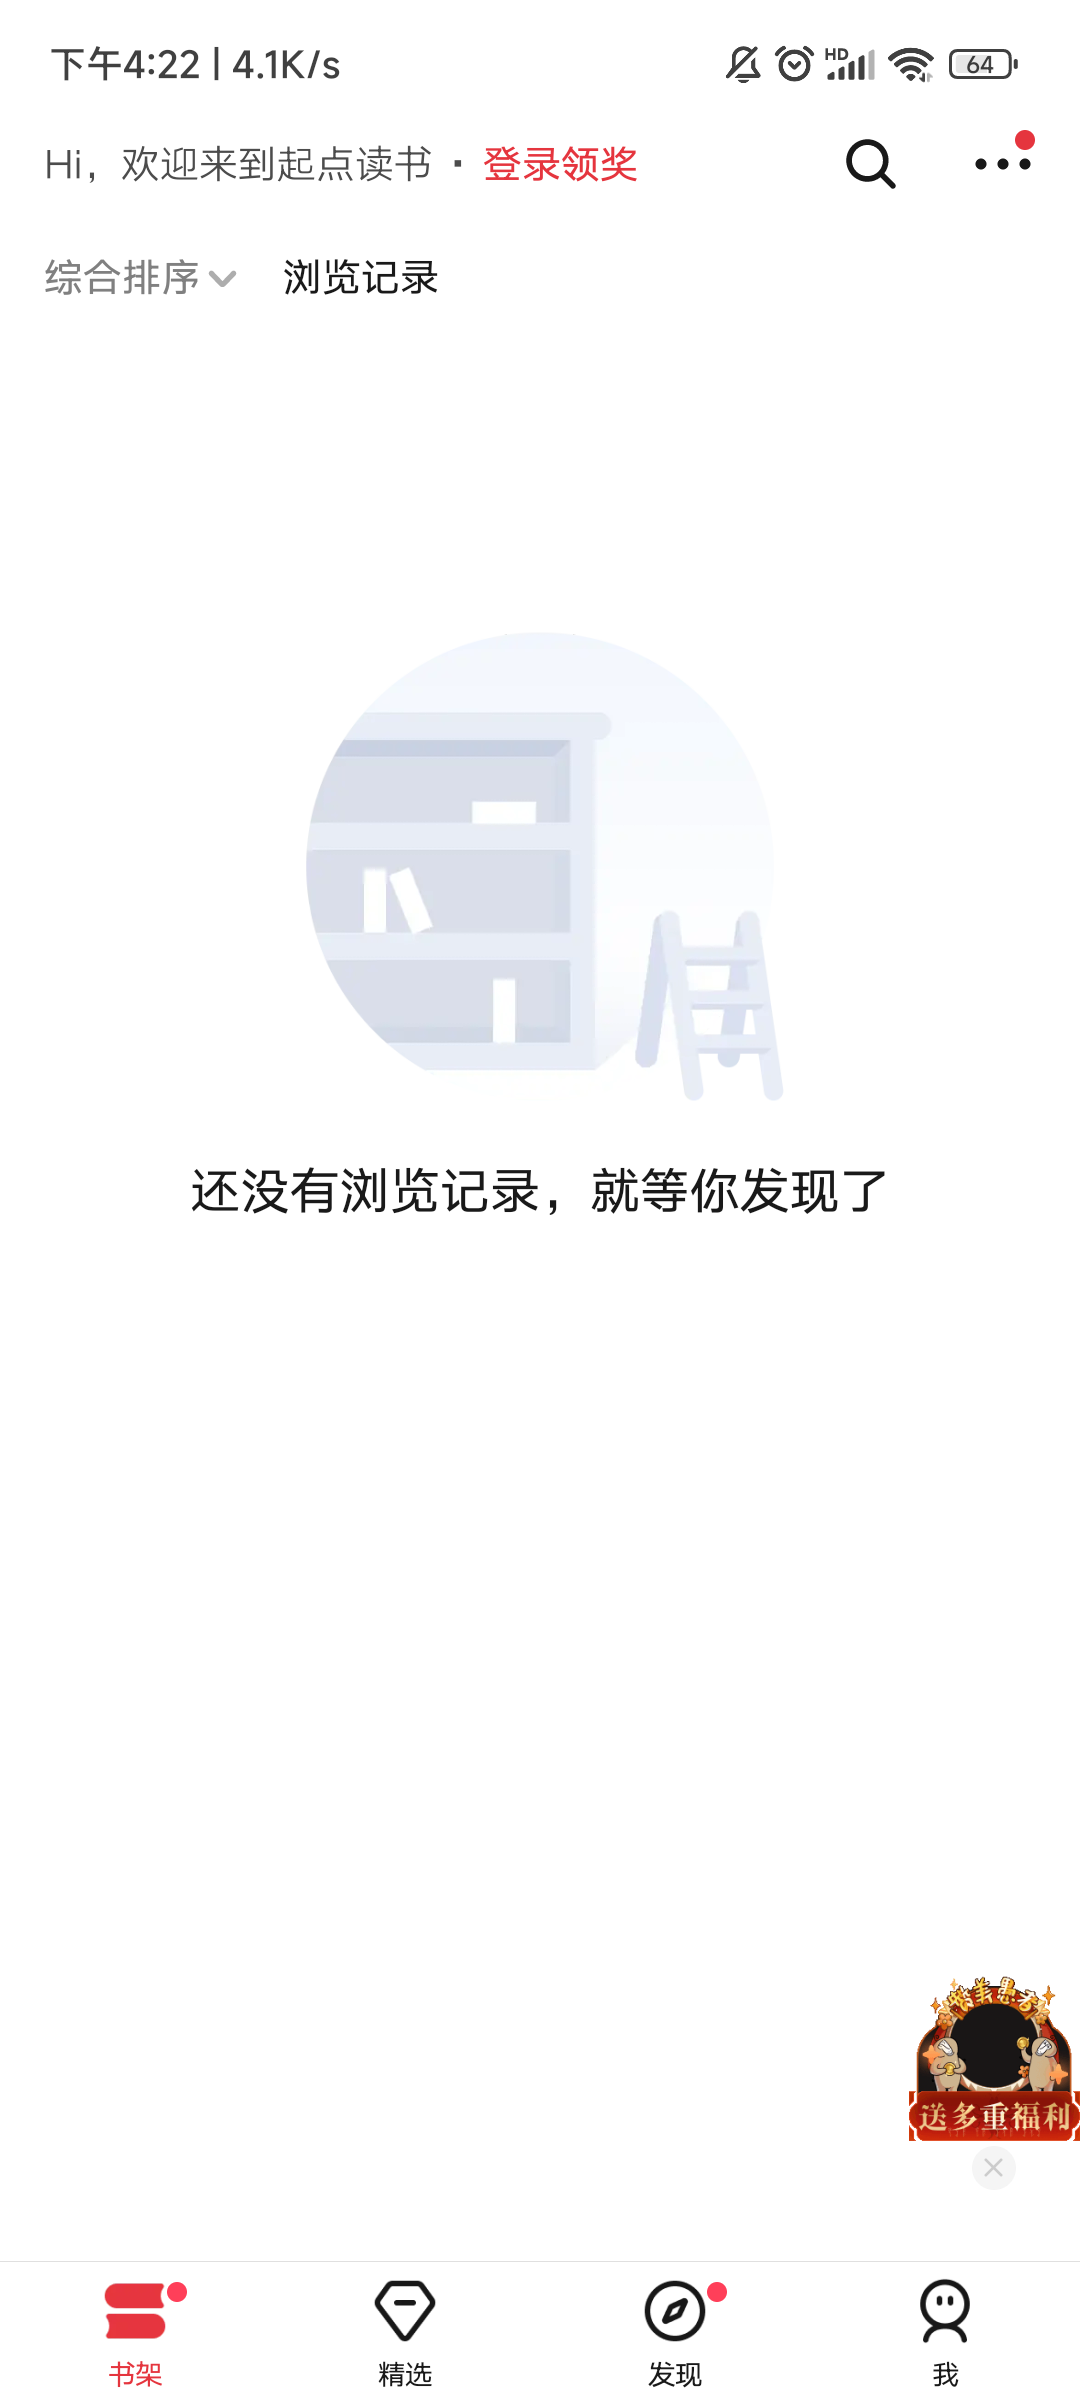 下午4:22 | 4.1K/s
HD
64
Hi，欢迎来到起点读书 · 登录领奖
综合排序 浏览记录
还没有浏览记录，就等你发现了
送多重福利
书架 精选 发现 我